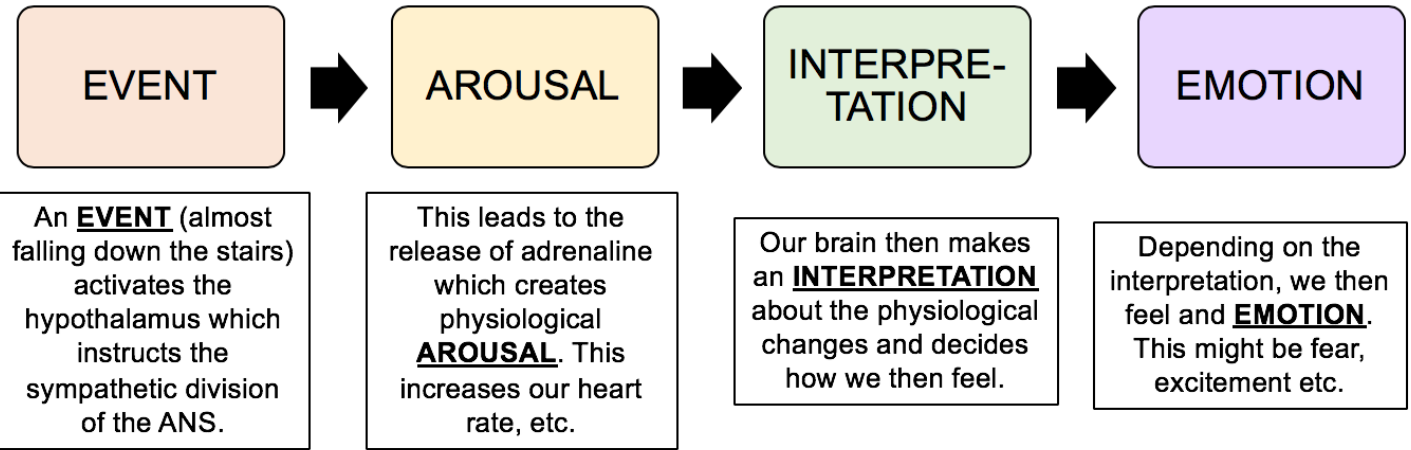 EVENT
AROUSAL
INTERPRE-
TATION
EMOTION
An EVENT (almost
falling down the stairs)
activates the
hypothalamus which
instructs the
sympathetic division
of the ANS.
This leads to the
release of adrenaline
which creates
physiological
AROUSAL. This
increases our heart
rate, etc.
Our brain then makes
an INTERPRETATION
about the physiological
changes and decides
how we then feel.
Depending on the
interpretation, we then
feel and EMOTION.
This might be fear,
excitement etc.